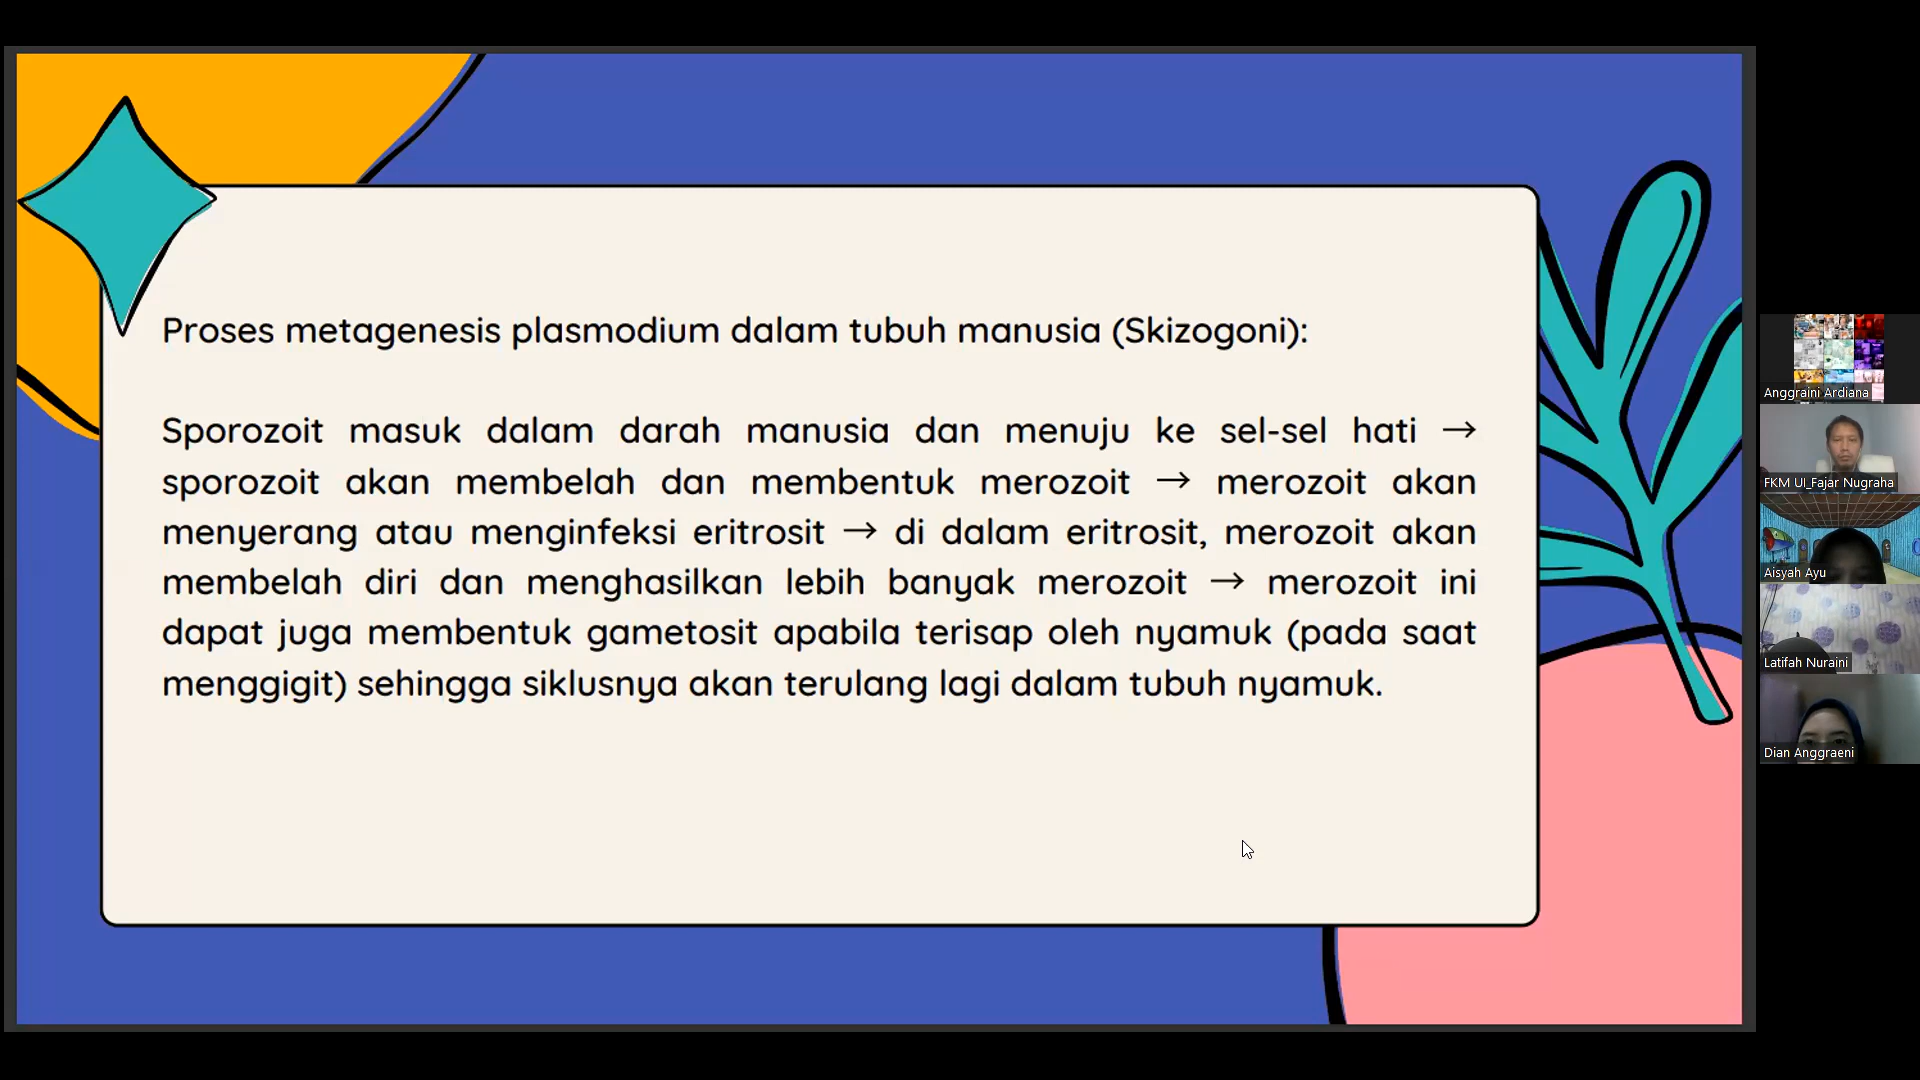 Proses metagenesis plasmodium dalam tubuh manusia (Skizogoni):
Sporozoit masuk dalam darah manusia dan menuju ke sel-sel hati →
sporozoit akan membelah dan membentuk merozoit → merozoit akan
menyerang atau menginfeksi eritrosit → di dalam eritrosit, merozoit akan
membelah diri dan menghasilkan lebih banyak merozoit → merozoit ini
dapat juga membentuk gametosit apabila terisap oleh nyamuk (pada saat
menggigit) sehingga siklusnya akan terulang lagi dalam tubuh nyamuk.
Anggraini Ardiana
FKM UI_Fajar Nugraha
Aisyah Ayu
Latifah Nuraini
Dian Anggraeni